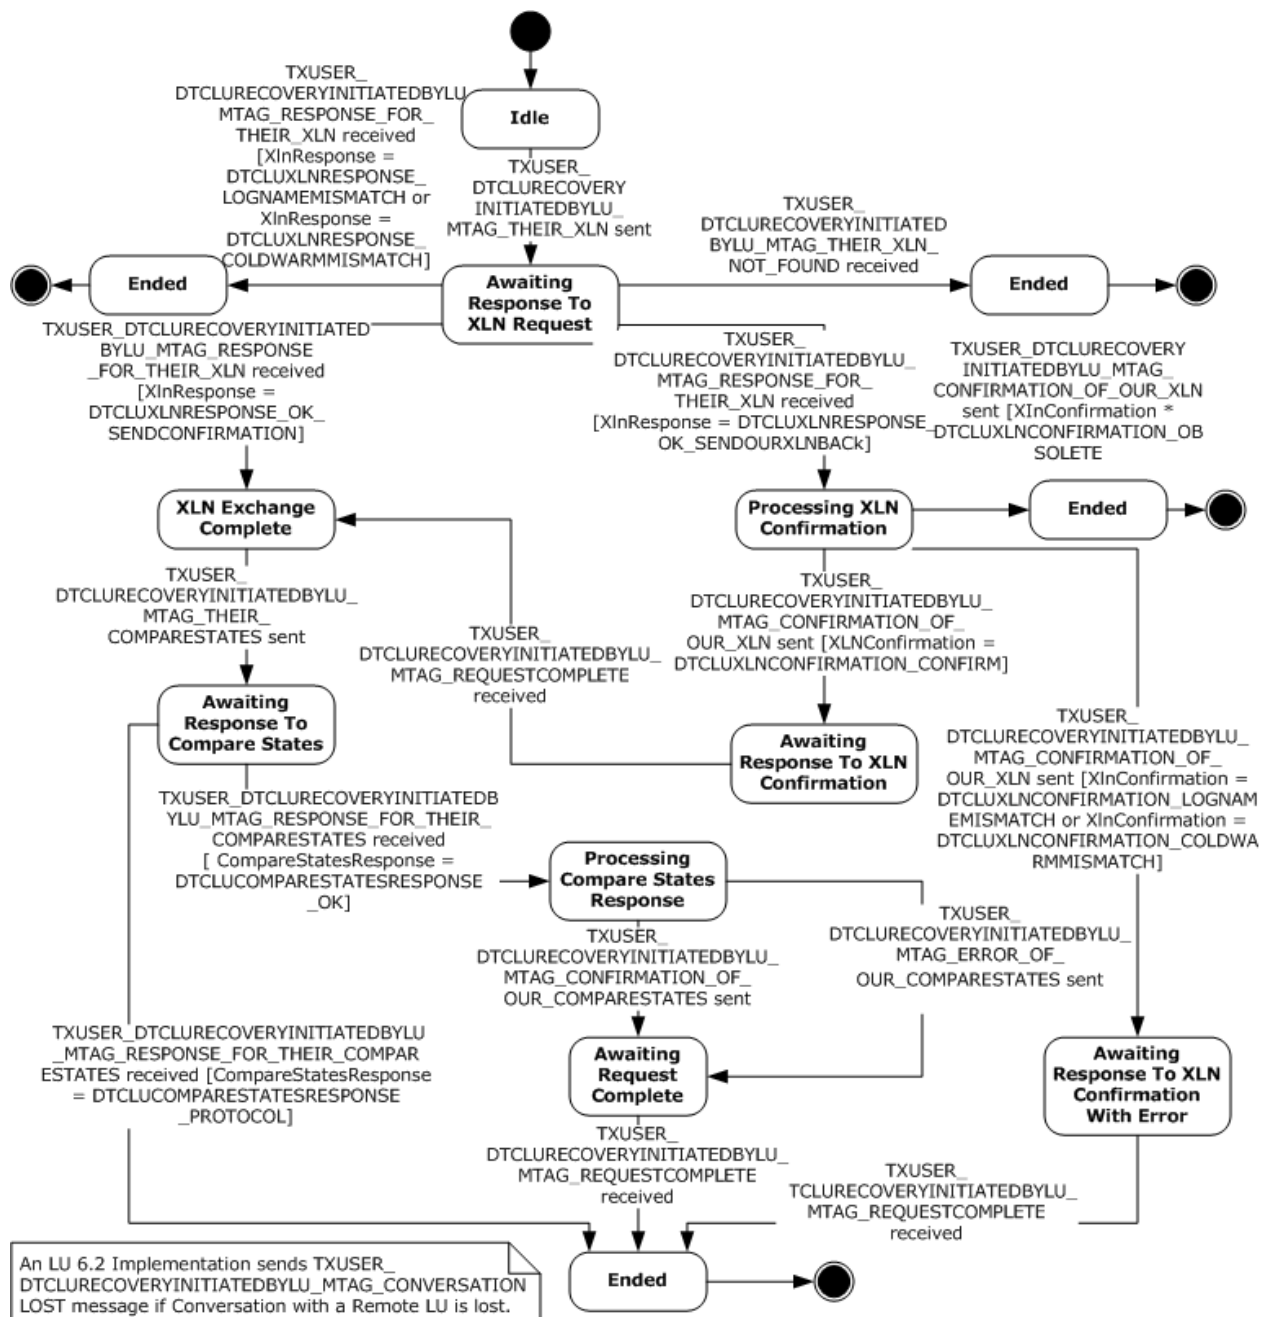 TXUSER_
DTCLURECOVERYINITIATEDBYLU_
MTAG_RESPONSE_FOR_
THEIR_XLN received
[XlnResponse =
DTCLUXLNRESPONSE_
LOGNAMEMISMATCH or
XlnResponse =
DTCLUXLNRESPONSE_
COLDWARMMISMATCH]
Idle
TXUSER_
DTCLURECOVERY
INITIATEDBYLU_
MTAG_THEIR_XLN sent
TXUSER_
DTCLURECOVERYINITIATED
BYLU_MTAG_THEIR_XLN_
NOT_FOUND received
Ended
Awaiting
Response To
XLN Request
Ended
TXUSER_DTCLURECOVERYINITIATED
BYLU_MTAG_RESPONSE
_FOR_THEIR_XLN received
[XlnResponse =
DTCLUXLNRESPONSE_OK_
SENDCONFIRMATION]
TXUSER_
DTCLURECOVERYINITIATEDBYLU_
MTAG_RESPONSE_FOR_
THEIR_XLN received
[XlnResponse = DTCLUXLNRESPONSE_
OK_SENDOURXLNBACk]
TXUSER_DTCLURECOVERY
INITIATEDBYLU_MTAG_
CONFIRMATION_OF_OUR_XLN
sent [XInConfirmation *
DTCLUXLNCONFIRMATION_OB
SOLETE
XLN Exchange
Complete
Processing XLN
Confirmation
Ended
TXUSER_
DTCLURECOVERYINITIATEDBYLU_
MTAG_THEIR_
COMPARESTATES sent
TXUSER_
DTCLURECOVERYINITIATEDBYLU_
MTAG_REQUESTCOMPLETE
received
TXUSER_
DTCLURECOVERYINITIATEDBYLU_
MTAG_CONFIRMATION_OF_
OUR_XLN sent [XLNConfirmation =
DTCLUXLNCONFIRMATION_CONFIRM]
Awaiting
Response To
Compare States
Awaiting
Response To XLN
Confirmation
TXUSER_
DTCLURECOVERYINITIATEDBYLU_
MTAG_CONFIRMATION_OF_
OUR_XLN sent [XlnConfirmation =
DTCLUXLNCONFIRMATION_LOGNAM
EMISMATCH or XlnConfirmation =
DTCLUXLNCONFIRMATION_COLDWA
RMMISMATCH]
TXUSER_DTCLURECOVERYINITIATEDB
YLU_MTAG_RESPONSE_FOR_THEIR_
COMPARESTATES received
[ CompareStatesResponse =
DTCLUCOMPARESTATESRESPONSE
_OK]
Processing
Compare States
Response
TXUSER_
DTCLURECOVERYINITIATEDBYLU_
MTAG_CONFIRMATION_OF_
OUR_COMPARESTATES sent
TXUSER_
DTCLURECOVERYINITIATEDBYLU_
MTAG_ERROR_OF_
OUR_COMPARESTATES sent
TXUSER_DTCLURECOVERYINITIATEDBYLU
_MTAG_RESPONSE_FOR_THEIR_COMPAR
ESTATES received [CompareStatesResponse
= DTCLUCOMPARESTATESRESPONSE
_PROTOCOL]
Awaiting
Request
Complete
Awaiting
Response To XLN
Confirmation
With Error
TXUSER_
DTCLURECOVERYINITIATEDBYLU_
MTAG_REQUESTCOMPLETE
received
TXUSER_
TCLURECOVERYINITIATEDBYLU_
MTAG_REQUESTCOMPLETE
received
Ended
An LU 6.2 Implementation sends TXUSER_
DTCLURECOVERYINITIATEDBYLU_MTAG_CONVERSATION
LOST message if Conversation with a Remote LU is lost.